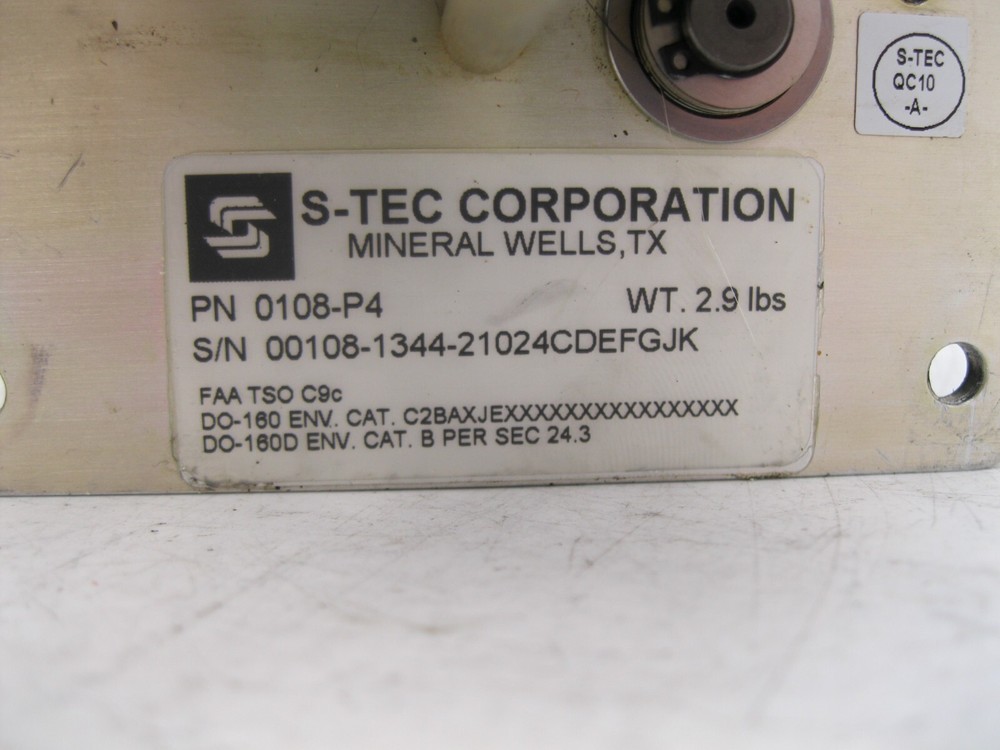 S-TEC
QC10
-A-
S-TEC CORPORATION
MINERAL WELLS,TX
PN 0108-P4 WT. 2.9 lbs
S/N 00108-1344-21024CDEFGJK
FAA TSO C9c
DO-160 ENV. CAT. C2BAXJEXXXXXXXXXXXXXXXX
DO-160D ENV. CAT. B PER SEC 24.3